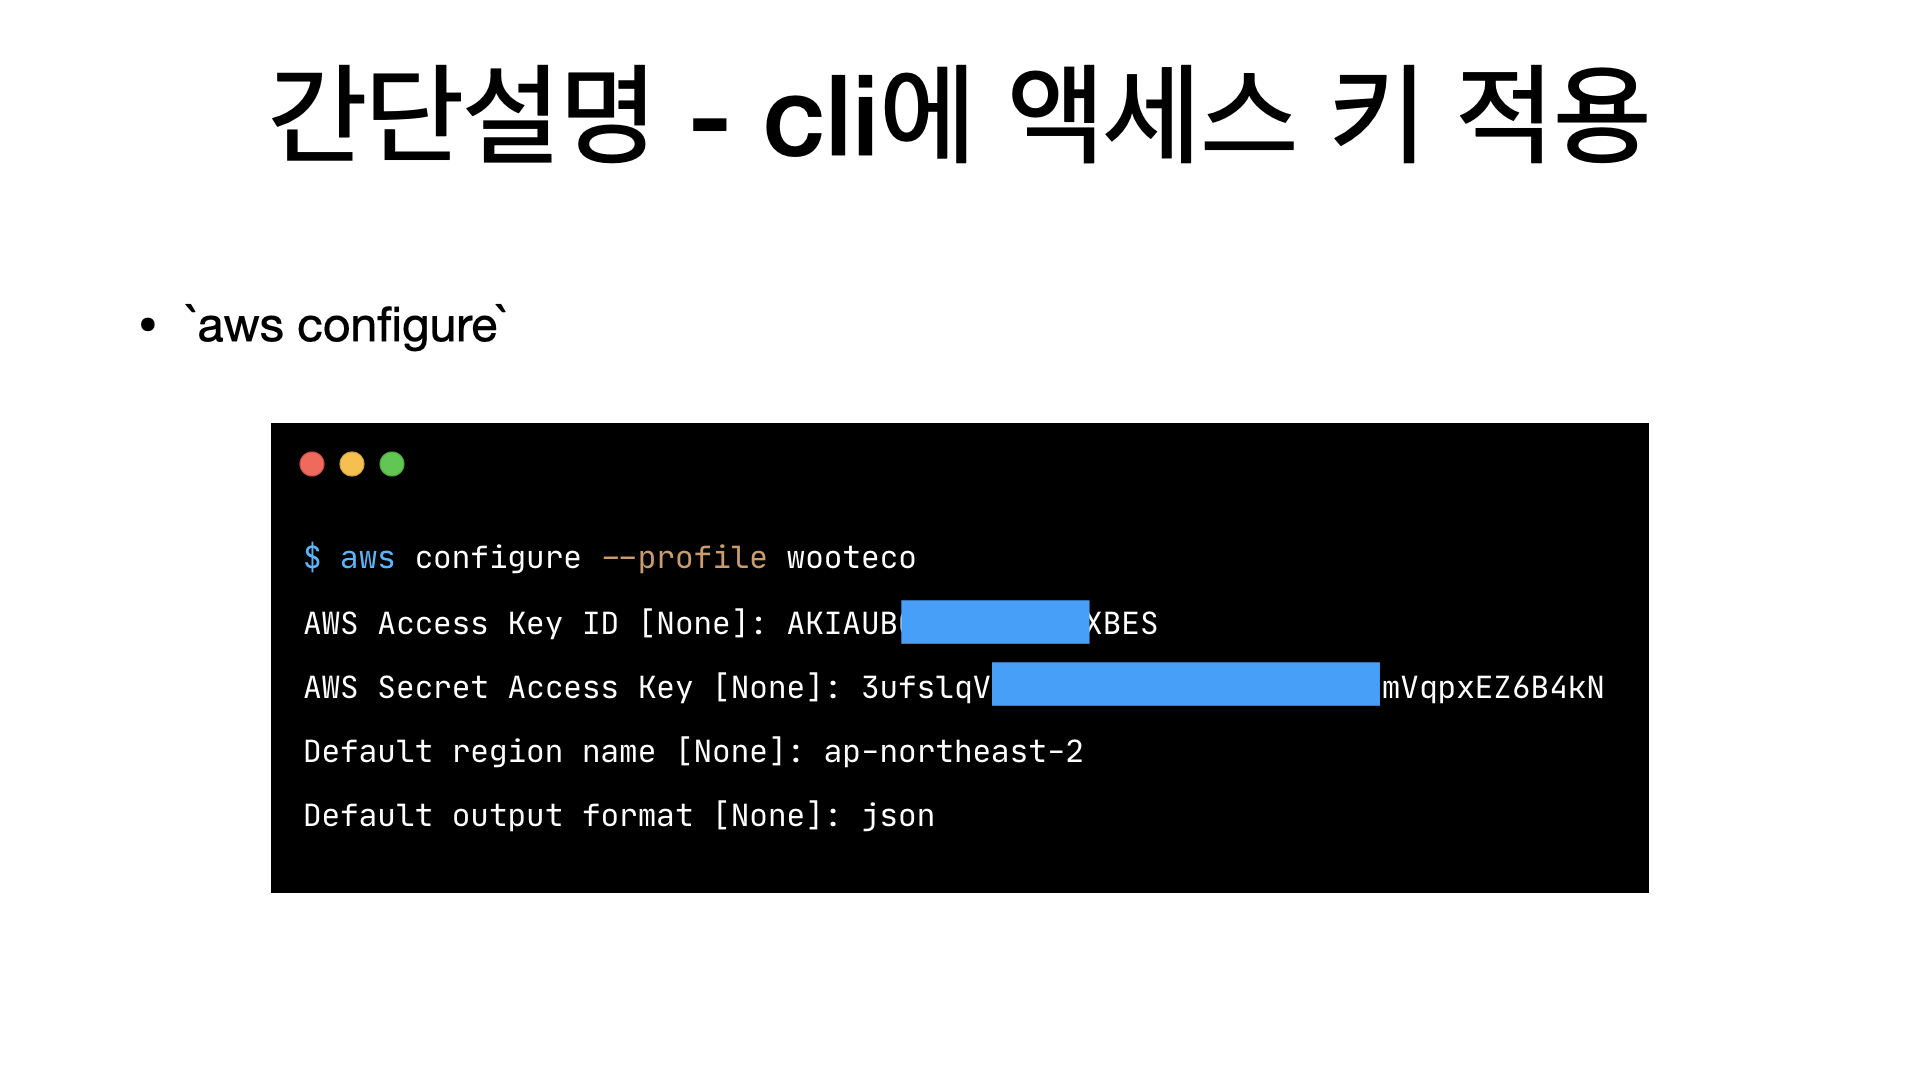 간단설명 - cli에 액세스 키 적용
• `aws configure`
$ aws configure --profile wooteco
AWS Access Key ID [None]: AKIAUB XBES
AWS Secret Access Key [None]: 3ufslqV mVqpxEZ6B4kN
Default region name [None]: ap-northeast-2
Default output format [None]: json